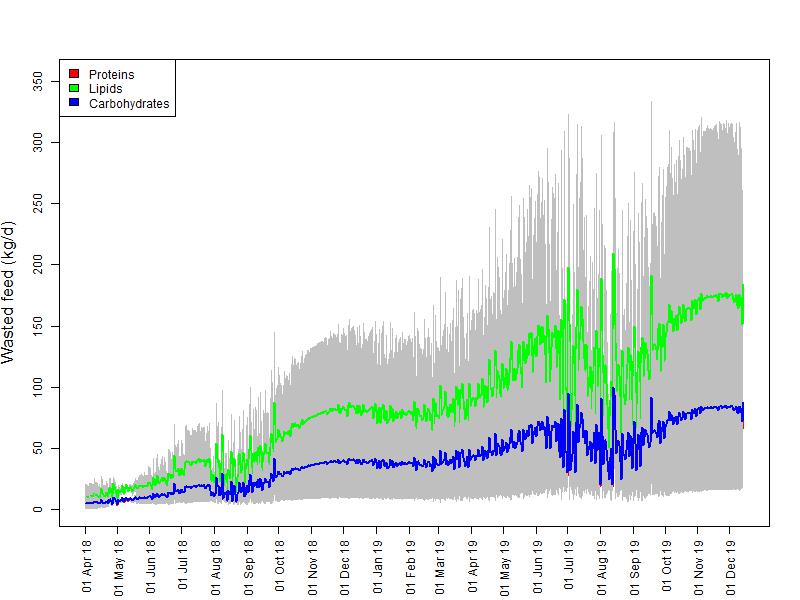 Proteins
Lipids
Carbohydrates
Wasted feed (kg/d)
350
300
250
200
150
100
50
0
01 Apr 18
01 May 18
01 Jun 18
01 Jul 18
01 Aug 18
01 Sep 18
01 Oct 18
01 Nov 18
01 Dec 18
01 Jan 19
01 Feb 19
01 Mar 19
01 Apr 19
01 May 19
01 Jun 19
01 Jul 19
01 Aug 19
01 Sep 19
01 Oct 19
01 Nov 19
01 Dec 19